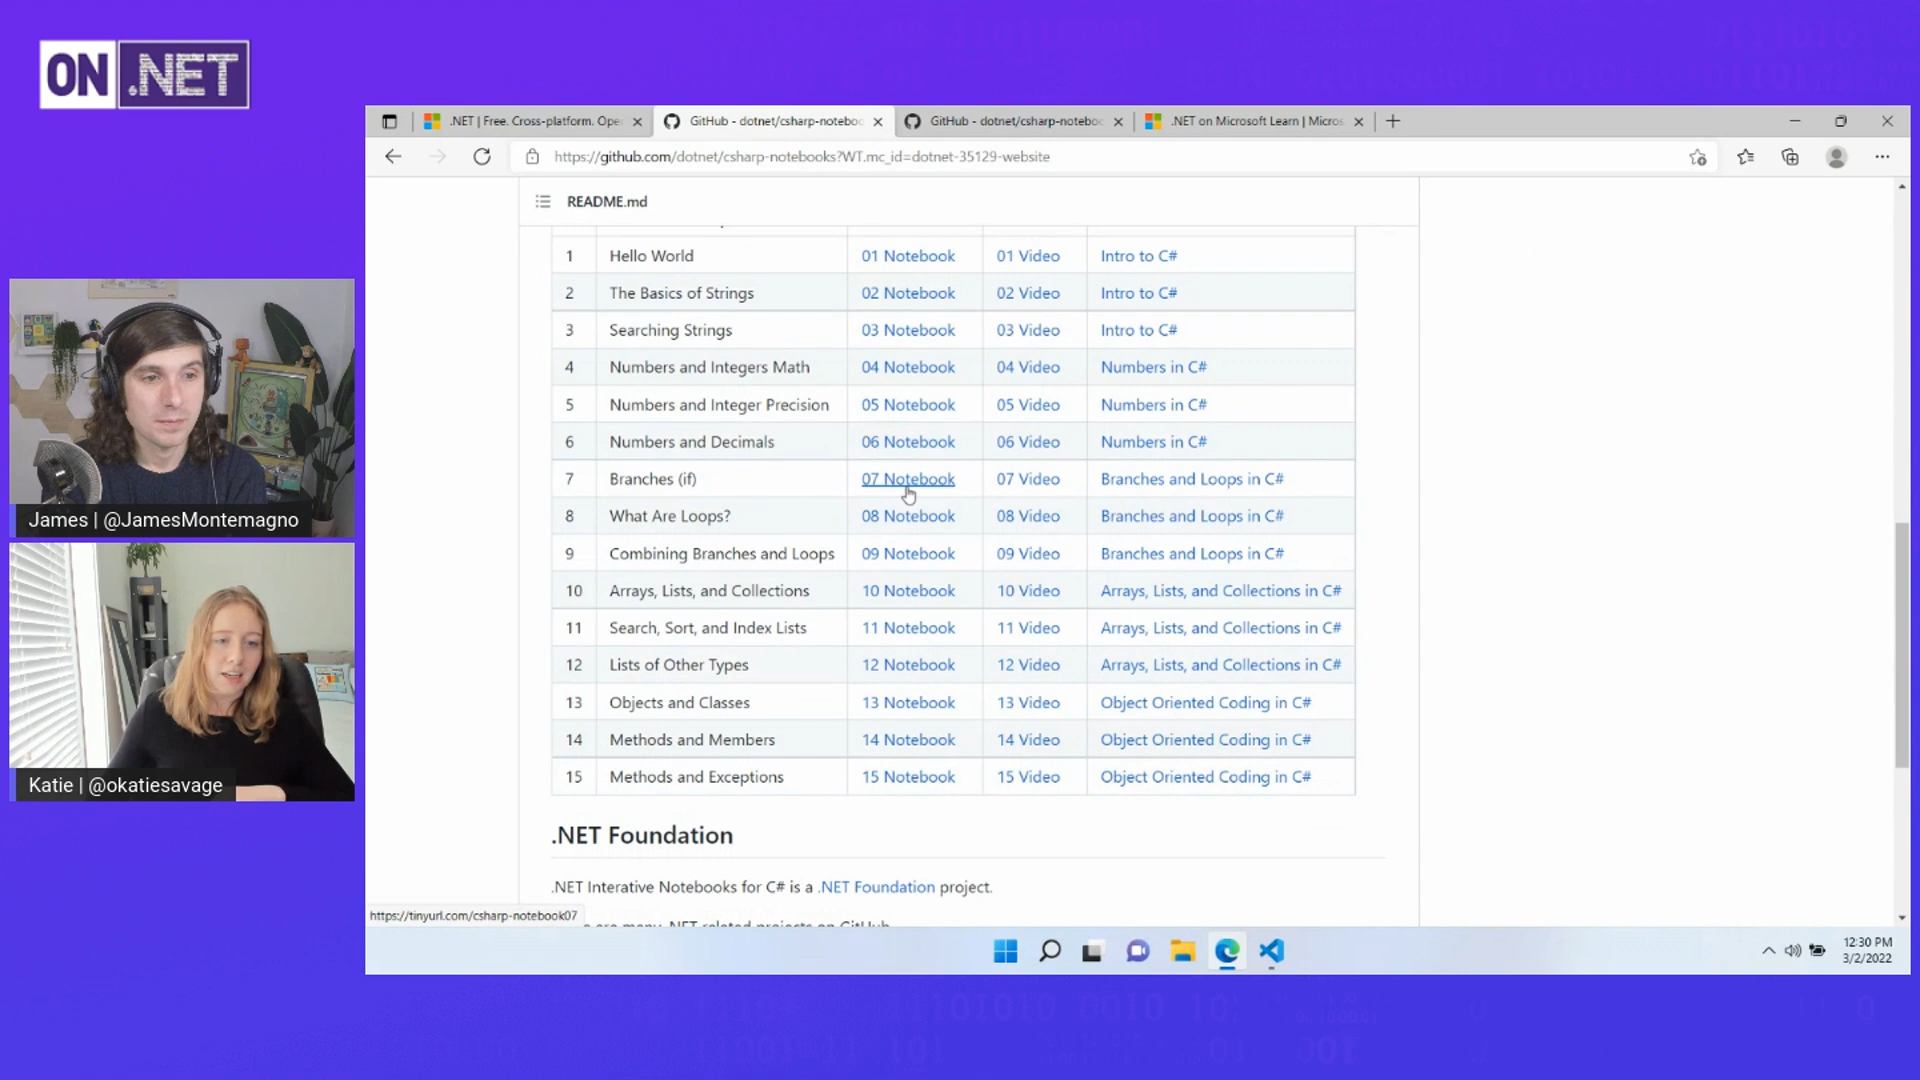 ON .NET
.NET | Free. Cross-platform. Ope
GitHub - dotnet/csharp-notebo
GitHub - dotnet/csharp-notebo
.NET on Microsoft Learn | Micros
https://github.com/dotnet/csharp-notebooks?WT.mc_id=dotnet-35129-website
README.md
1 Hello World 01 Notebook 01 Video Intro to C#
2 The Basics of Strings 02 Notebook 02 Video Intro to C#
3 Searching Strings 03 Notebook 03 Video Intro to C#
4 Numbers and Integers Math 04 Notebook 04 Video Numbers in C#
5 Numbers and Integer Precision 05 Notebook 05 Video Numbers in C#
6 Numbers and Decimals 06 Notebook 06 Video Numbers in C#
7 Branches (if) 07 Notebook 07 Video Branches and Loops in C#
8 What Are Loops? 08 Notebook 08 Video Branches and Loops in C#
9 Combining Branches and Loops 09 Notebook 09 Video Branches and Loops in C#
10 Arrays, Lists, and Collections 10 Notebook 10 Video Arrays, Lists, and Collections in C#
11 Search, Sort, and Index Lists 11 Notebook 11 Video Arrays, Lists, and Collections in C#
12 Lists of Other Types 12 Notebook 12 Video Arrays, Lists, and Collections in C#
13 Objects and Classes 13 Notebook 13 Video Object Oriented Coding in C#
14 Methods and Members 14 Notebook 14 Video Object Oriented Coding in C#
15 Methods and Exceptions 15 Notebook 15 Video Object Oriented Coding in C#
.NET Foundation
.NET Interative Notebooks for C# is a .NET Foundation project.
https://tinyurl.com/csharp-notebook07
are many .NET related projects on GitHub.
12:30 PM
3/2/2022
James | @JamesMontemagno
Katie | @okatiesavage